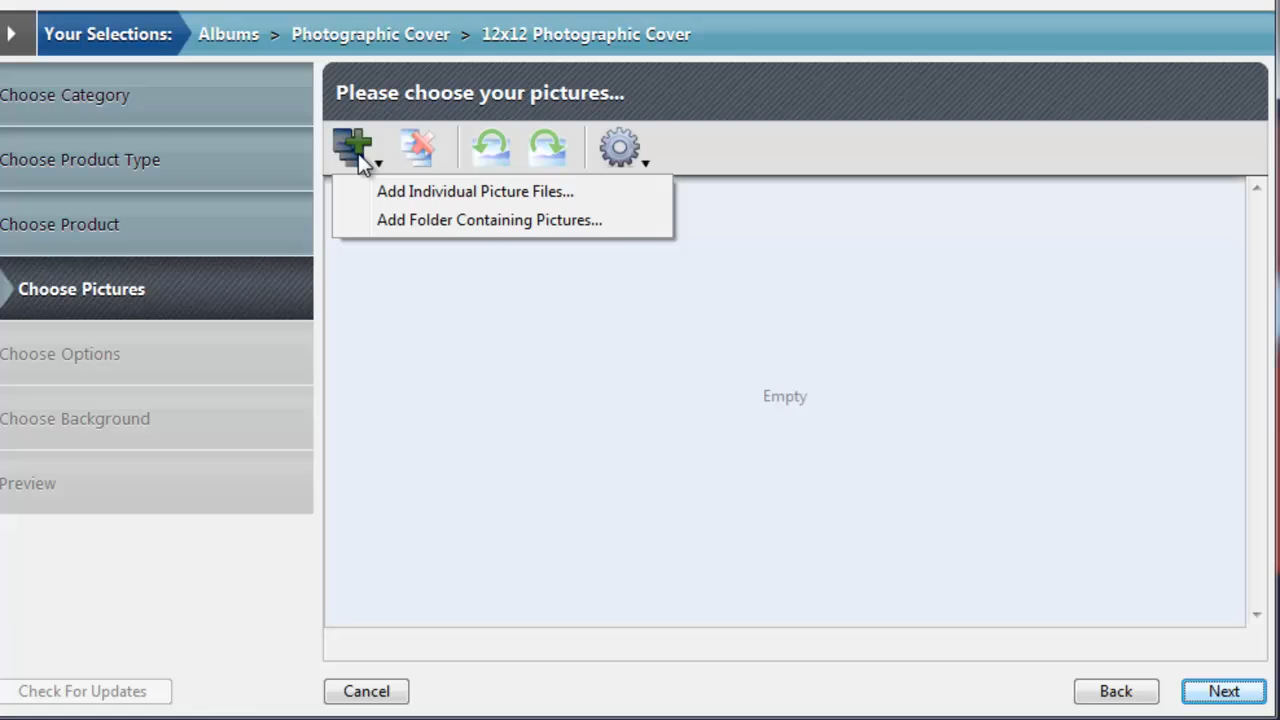 Your Selections: Albums > Photographic Cover > 12x12 Photographic Cover
Choose Category
Choose Product Type
Choose Product
Choose Pictures
Choose Options
Choose Background
Preview
Check For Updates
Please choose your pictures...
Add Individual Picture Files...
Add Folder Containing Pictures...
Empty
Cancel
Back
Next